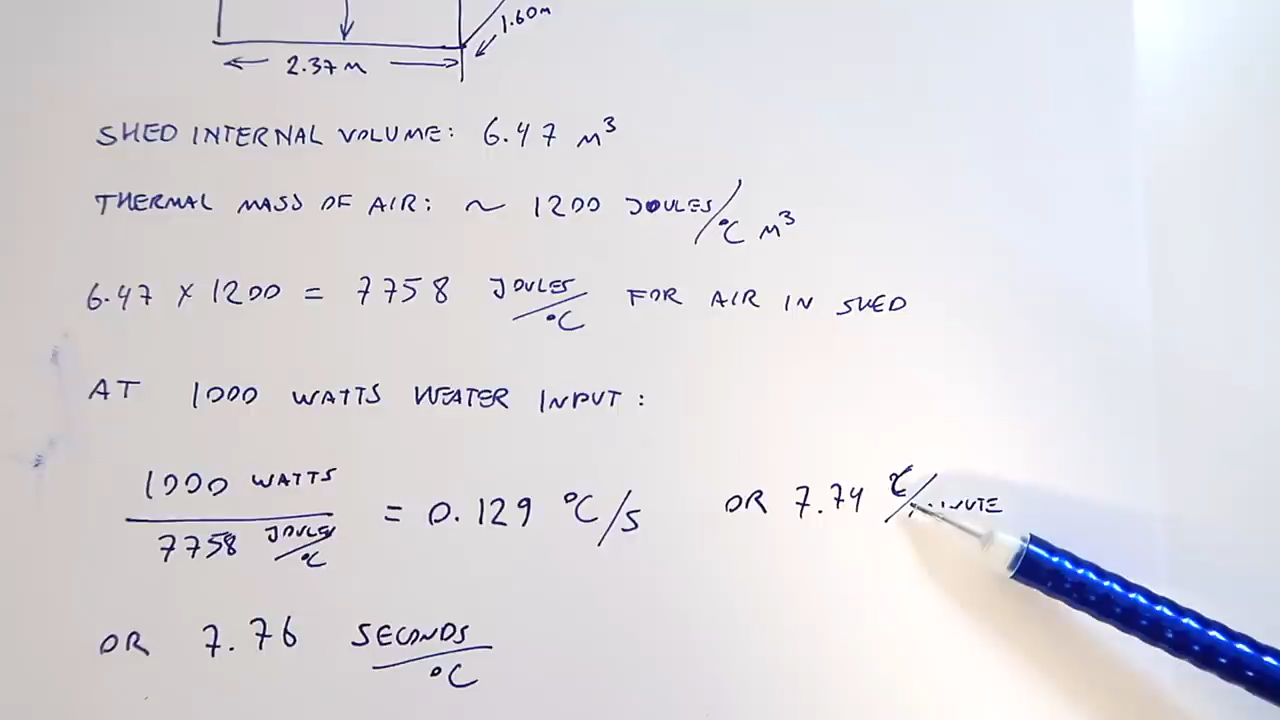 1.60m
2.37m
SHED INTERNAL VOLUME: 6.47 m³
THERMAL MASS OF AIR: ~ 1200 JOULES/°C m³
6.47 × 1200 = 7758 JOULES/°C FOR AIR IN SHED
AT 1000 WATTS HEATER INPUT:
1000 WATTS
7758 JOULES/°C
= 0.129 °C/s OR 7.74 °C/
OR 7.76 SECONDS/°C